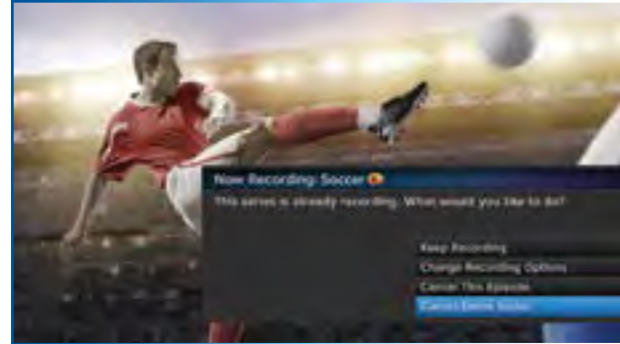 Now Recording: Soccer
This series is already recording. What would you like to do?
Keep Recording
Change Recording Options
Cancel This Episode
Cancel Entire Series